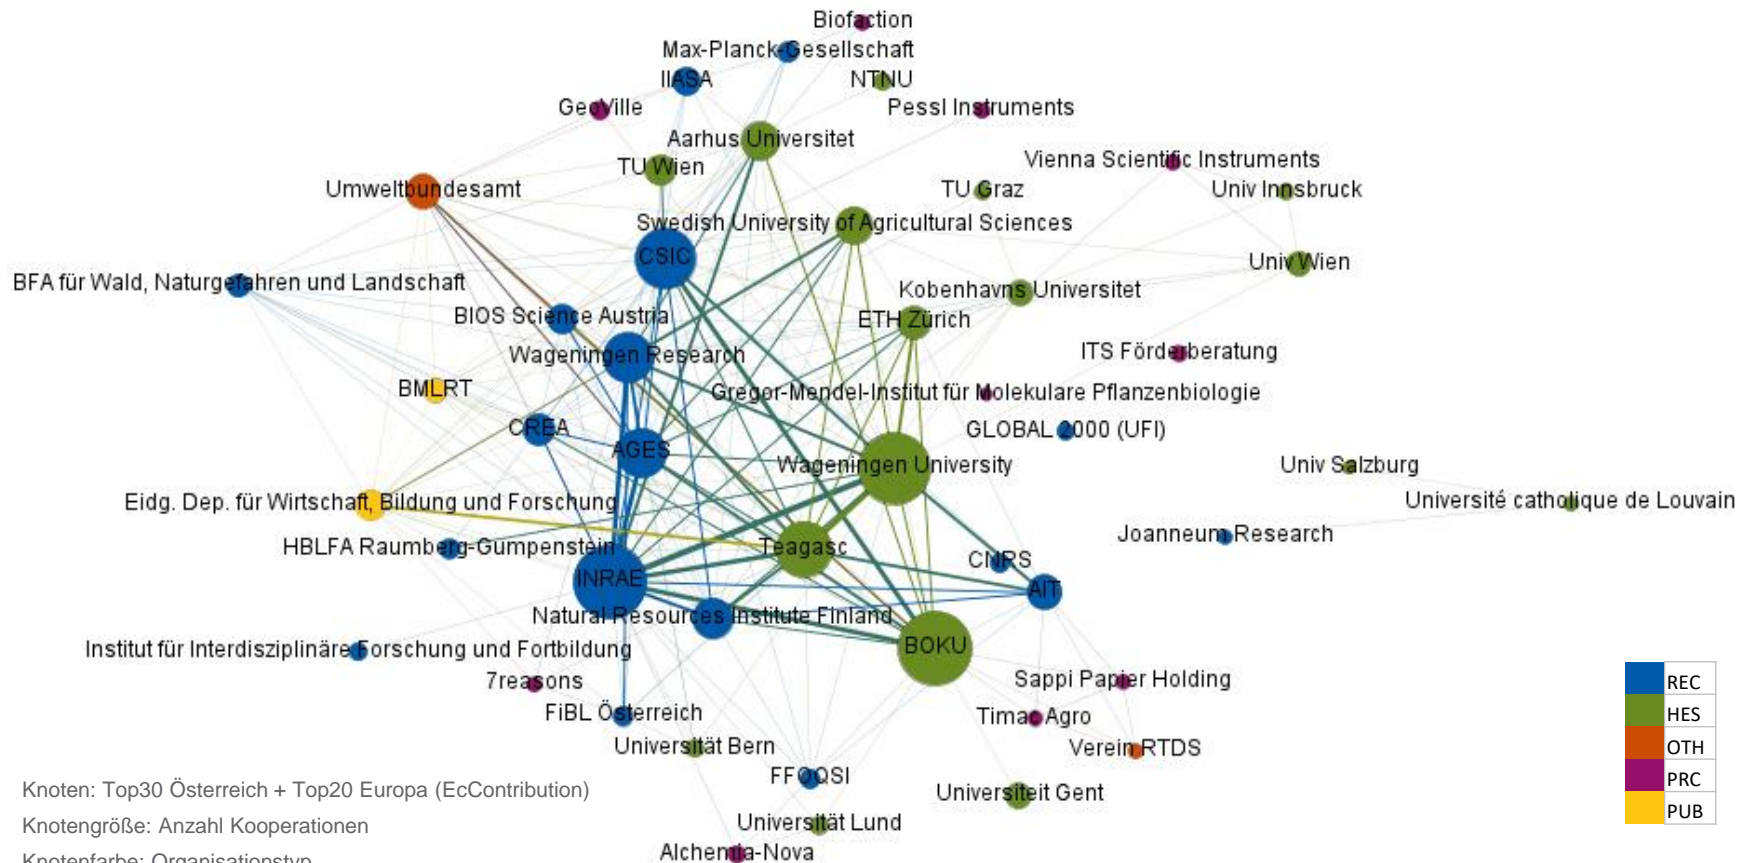 Biofaction
Max-Planck-Gesellschaft
IIASA
NTNU
GeoVille
Pessl Instruments
Aarhus Universitet
TU Wien
Vienna Scientific Instruments
Umweltbundesamt
TU Graz
Univ Innsbruck
Swedish University of Agricultural Sciences
CSIC
Univ Wien
BFA für Wald, Naturgefahren und Landschaft
Kobenhavns Universitet
BIOS Science Austria
ETH Zürich
Wageningen Research
ITS Förderberatung
BMLRT
Gregor-Mendel-Institut für Molekulare Pflanzenbiologie
CREA
GLOBAL 2000 (UFI)
AGES
Wageningen University
Univ Salzburg
Eidg. Dep. für Wirtschaft, Bildung und Forschung
Université catholique de Louvain
Joanneum Research
HBLFA Raumberg-Gumpenstein
Teagasc
CNRS
INRAE
AIT
Natural Resources Institute Finland
BOKU
Institut für Interdisziplinäre Forschung und Fortbildung
7reasons
Sappi Papier Holding
REC
FiBL Österreich
Timac Agro
HES
Universität Bern
Verein RTDS
OTH
FFOQSI
PRC
Knoten: Top30 Österreich + Top20 Europa (EcContribution)
Universiteit Gent
PUB
Knotengröße: Anzahl Kooperationen
Universität Lund
Alchemia-Nova
Knotenfarbe: Organisationstyp